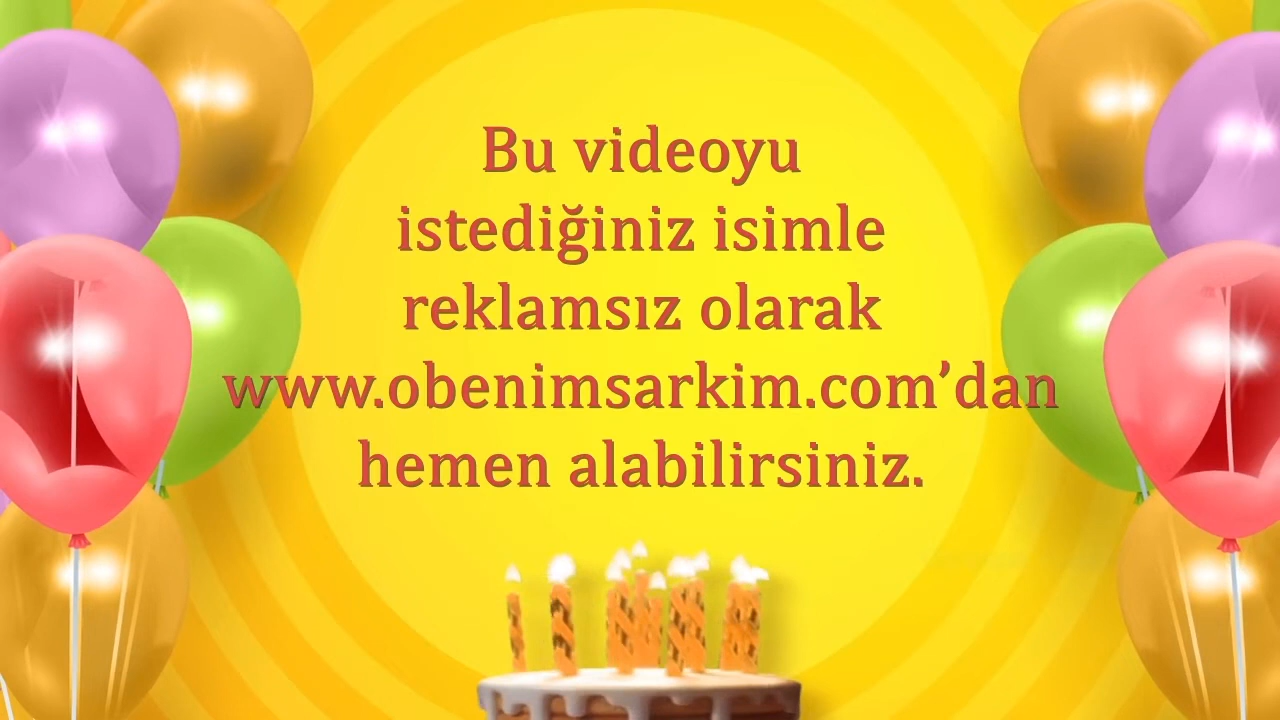 Bu videoyu
istediğiniz isimle
reklamsız olarak
www.obenimsarkim.com’dan
hemen alabilirsiniz.